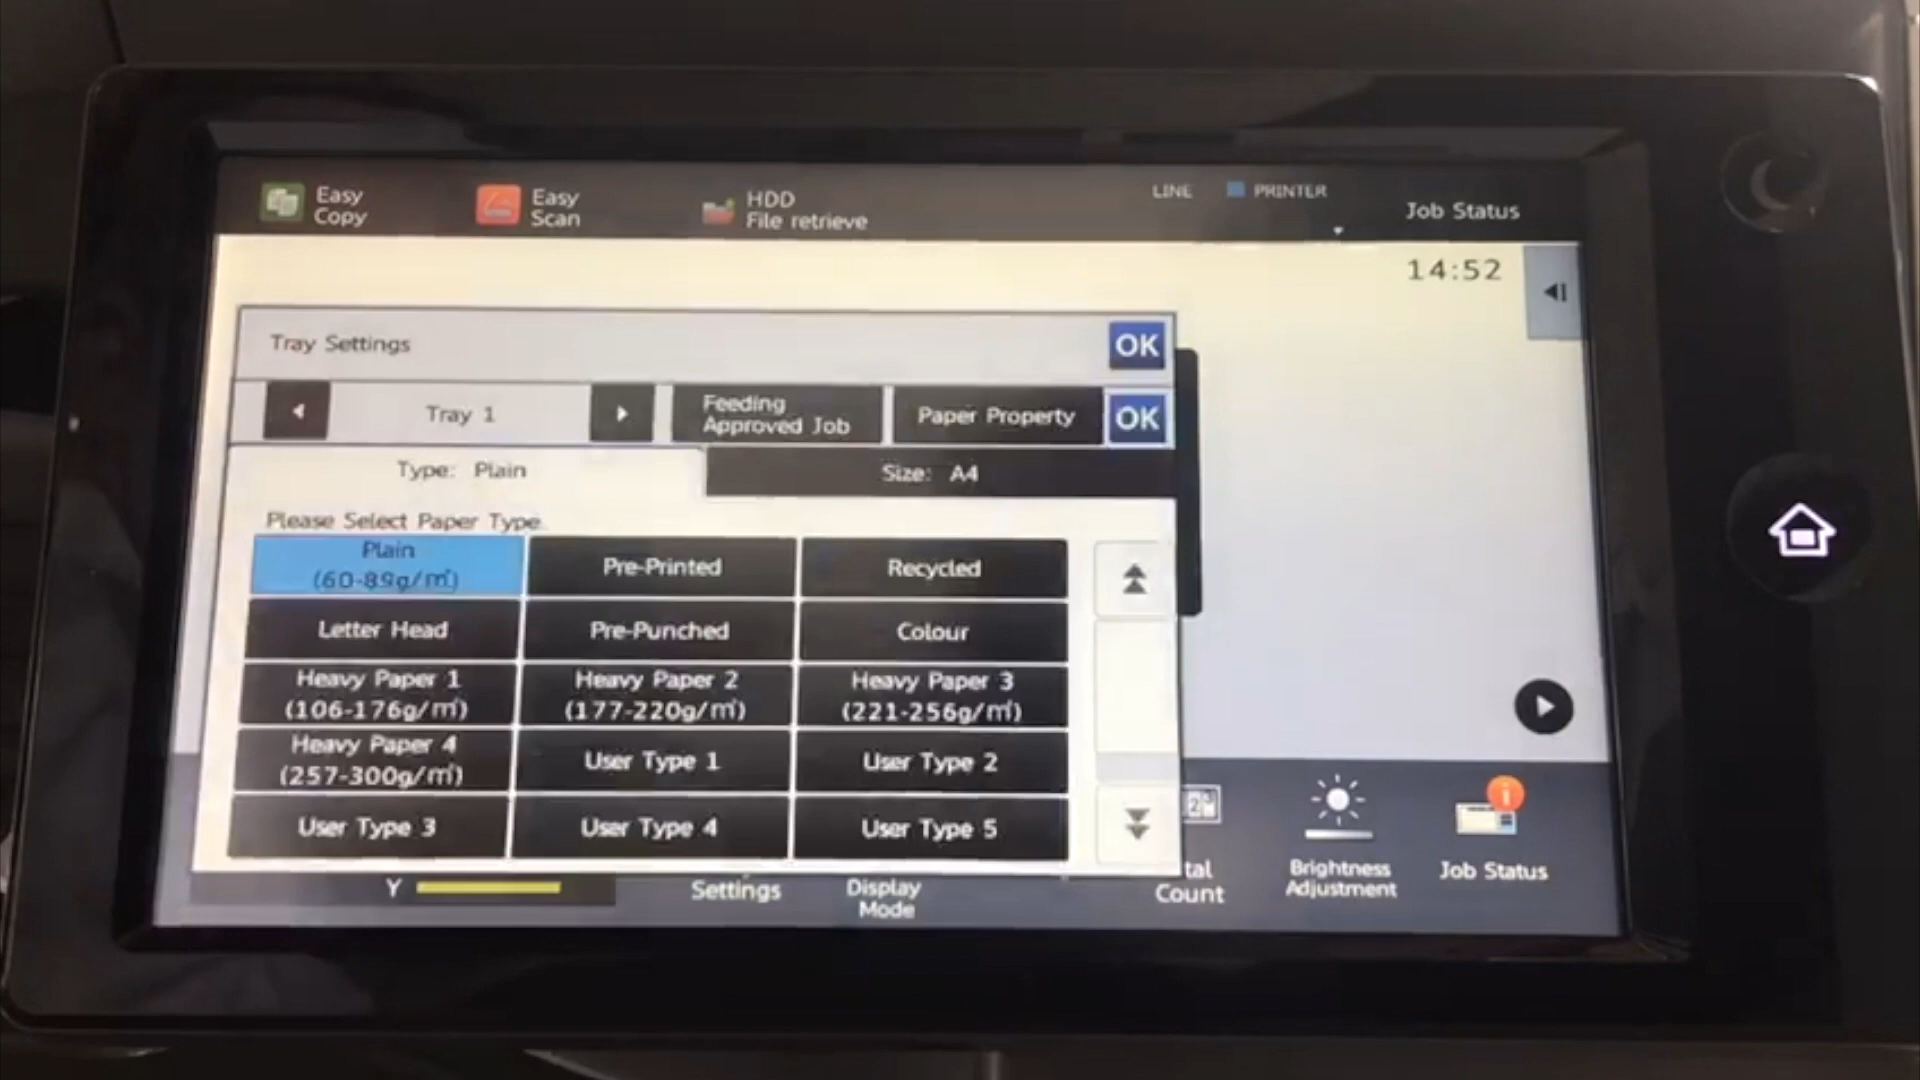 Easy
Copy
Easy
Scan
HDD
File retrieve
LINE
PRINTER
Job Status
14:52
Tray Settings
OK
Tray 1
Feeding
Approved Job
Paper Property
OK
Type: Plain
Size: A4
Please Select Paper Type.
Plain
(60-89g/㎡)
Pre-Printed
Recycled
Letter Head
Pre-Punched
Colour
Heavy Paper 1
(106-176g/㎡)
Heavy Paper 2
(177-220g/㎡)
Heavy Paper 3
(221-256g/㎡)
Heavy Paper 4
(257-300g/㎡)
User Type 1
User Type 2
User Type 3
User Type 4
User Type 5
Y
Settings
Display
Mode
tal
Count
Brightness
Adjustment
Job Status